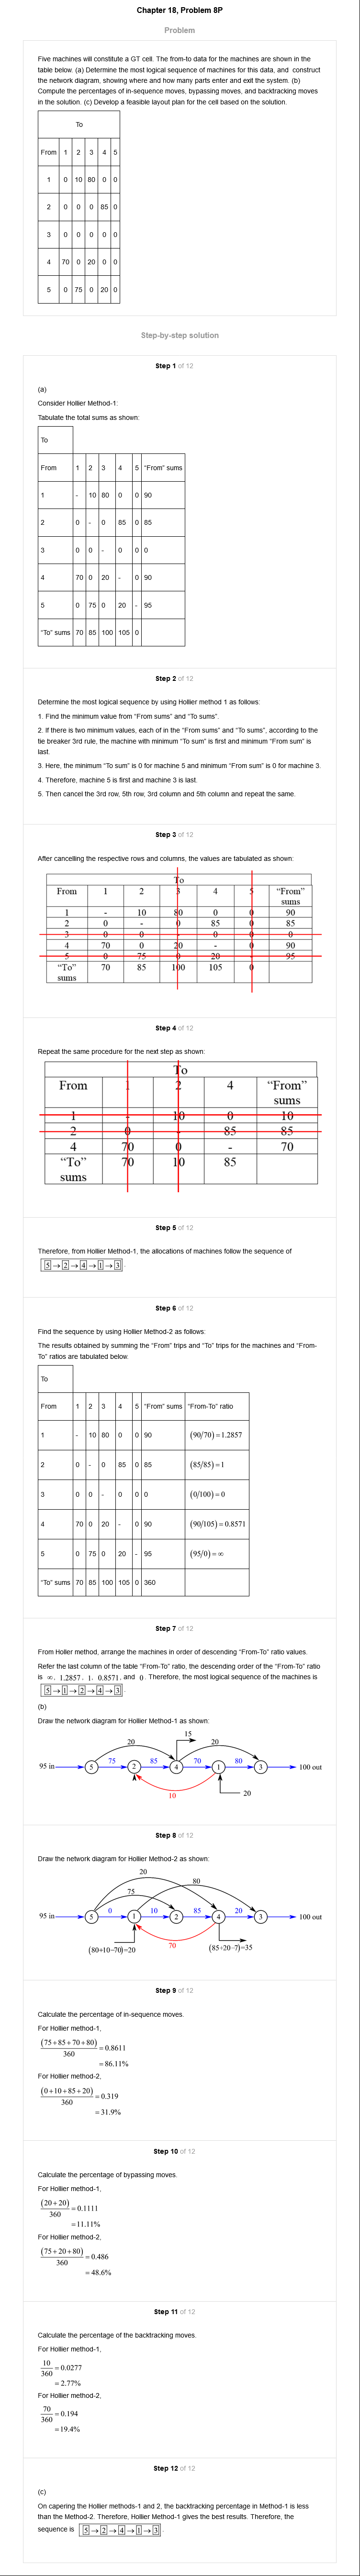 Chapter 18, Problem 8P
Problem
Five machines will constitute a GT cell. The from-to data for the machines are shown in the
table below. (a) Determine the most logical sequence of machines for this data, and construct
the network diagram, showing where and how many parts enter and exit the system. (b)
Compute the percentages of in-sequence moves, bypassing moves, and backtracking moves
in the solution. (c) Develop a feasible layout plan for the cell based on the solution.
To
From 1 2 3 4 5
1 0 10 80 0 0
2 0 0 0 85 0
3 0 0 0 0 0
4 70 0 20 0 0
5 0 75 0 20 0
Step-by-step solution
Step 1 of 12
(a)
Consider Hollier Method-1:
Tabulate the total sums as shown:
To
From 1 2 3 4 5 “From” sums
1 - 10 80 0 0 90
2 0 - 0 85 0 85
3 0 0 - 0 0 0
4 70 0 20 - 0 90
5 0 75 0 20 - 95
“To” sums 70 85 100 105 0
Step 2 of 12
Determine the most logical sequence by using Hollier method 1 as follows:
1. Find the minimum value from “From sums” and “To sums”.
2. If there is two minimum values, each of in the “From sums” and “To sums”, according to the
tie breaker 3rd rule, the machine with minimum “To sum” is first and minimum “From sum” is
last.
3. Here, the minimum “To sum” is 0 for machine 5 and minimum “From sum” is 0 for machine 3.
4. Therefore, machine 5 is first and machine 3 is last.
5. Then cancel the 3rd row, 5th row, 3rd column and 5th column and repeat the same.
Step 3 of 12
After cancelling the respective rows and columns, the values are tabulated as shown:
To
From 1 2 3 4 5 “From”
sums
1 - 10 80 0 0 90
2 0 - 0 85 0 85
3 0 0 - 0 0 0
4 70 0 20 - 0 90
5 0 75 0 20 - 95
“To” 70 85 100 105 0
sums
Step 4 of 12
Repeat the same procedure for the next step as shown:
To
From 1 2 4 “From”
sums
1 - 10 0 10
2 0 - 85 85
4 70 0 - 70
“To” 70 10 85
sums
Step 5 of 12
Therefore, from Hollier Method-1, the allocations of machines follow the sequence of
5 → 2 → 4 → 1 → 3 .
Step 6 of 12
Find the sequence by using Hollier Method-2 as follows:
The results obtained by summing the “From” trips and “To” trips for the machines and “From-
To” ratios are tabulated below.
To
From 1 2 3 4 5 “From” sums “From-To” ratio
1 - 10 80 0 0 90 (90/70) = 1.2857
2 0 - 0 85 0 85 (85/85) = 1
3 0 0 - 0 0 0 (0/100) = 0
4 70 0 20 - 0 90 (90/105) = 0.8571
5 0 75 0 20 - 95 (95/0) = ∞
“To” sums 70 85 100 105 0 360
Step 7 of 12
From Hollier method, arrange the machines in order of descending “From-To” ratio values.
Refer the last column of the table “From-To” ratio, the descending order of the “From-To” ratio
is ∞, 1.2857, 1, 0.8571, and 0. Therefore, the most logical sequence of the machines is
5 → 1 → 2 → 4 → 3 .
(b)
Draw the network diagram for Hollier Method-1 as shown:
15
20 20
95 in 5 75 2 85 4 70 1 80 3 100 out
10 20
Step 8 of 12
Draw the network diagram for Hollier Method-2 as shown:
20
80
75
95 in 5 0 1 10 2 85 4 20 3 100 out
(80+10−70)=20 70 (85+20−7)=35
Step 9 of 12
Calculate the percentage of in-sequence moves.
For Hollier method-1,
(75+85+70+80)
360
= 0.8611
= 86.11%
For Hollier method-2,
(0+10+85+20)
360
= 0.319
= 31.9%
Step 10 of 12
Calculate the percentage of bypassing moves.
For Hollier method-1,
(20+20)
360
= 0.1111
= 11.11%
For Hollier method-2,
(75+20+80)
360
= 0.486
= 48.6%
Step 11 of 12
Calculate the percentage of the backtracking moves.
For Hollier method-1,
10
360
= 0.0277
= 2.77%
For Hollier method-2,
70
360
= 0.194
= 19.4%
Step 12 of 12
(c)
On capering the Hollier methods-1 and 2, the backtracking percentage in Method-1 is less
than the Method-2. Therefore, Hollier Method-1 gives the best results. Therefore, the
sequence is 5 → 2 → 4 → 1 → 3 .